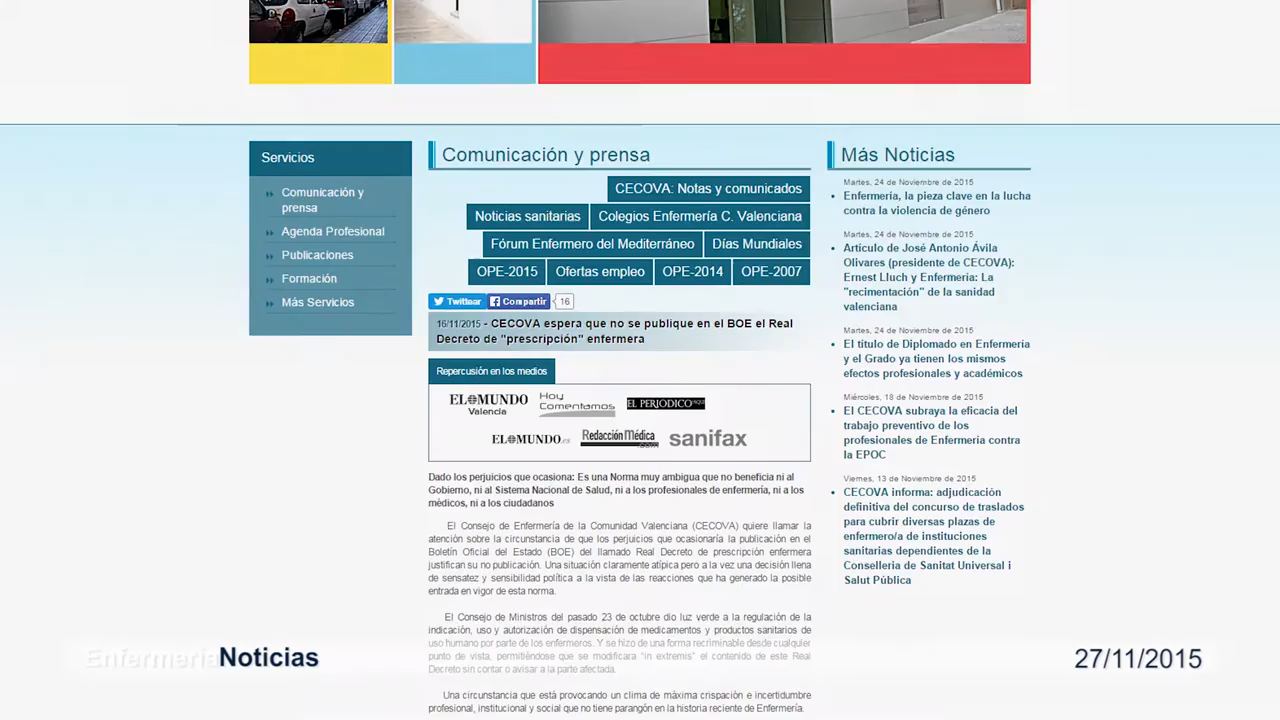 Servicios
Comunicación y
prensa
Agenda Profesional
Publicaciones
Formación
Más Servicios
Comunicación y prensa
CECOVA: Notas y comunicados
Noticias sanitarias
Colegios Enfermería C. Valenciana
Fórum Enfermero del Mediterráneo
Días Mundiales
OPE-2015
Ofertas empleo
OPE-2014
OPE-2007
Twittear
Compartir
16
16/11/2015 - CECOVA espera que no se publique en el BOE el Real
Decreto de "prescripción" enfermera
Repercusión en los medios
EL MUNDO
Valencia
Hoy
Comentamos
EL PERIODICO
EL MUNDO.es
Redacción Médica
.com
sanifax
Dado los perjuicios que ocasiona: Es una Norma muy ambigua que no beneficia ni al
Gobierno, ni al Sistema Nacional de Salud, ni a los profesionales de enfermería, ni a los
médicos, ni a los ciudadanos
El Consejo de Enfermería de la Comunidad Valenciana (CECOVA) quiere llamar la
atención sobre la circunstancia de que los perjuicios que ocasionaría la publicación en el
Boletín Oficial del Estado (BOE) del llamado Real Decreto de prescripción enfermera
justifican su no publicación. Una situación claramente atípica pero a la vez una decisión llena
de sensatez y sensibilidad política a la vista de las reacciones que ha generado la posible
entrada en vigor de esta norma.
El Consejo de Ministros del pasado 23 de octubre dio luz verde a la regulación de la
indicación, uso y autorización de dispensación de medicamentos y productos sanitarios de
uso humano por parte de los enfermeros. Y se hizo de una forma recriminable desde cualquier
punto de vista, permitiéndose que se modificara "in extremis" el contenido de este Real
Decreto sin contar o avisar a la parte afectada.
Una circunstancia que está provocando un clima de máxima crispación e incertidumbre
profesional, institucional y social que no tiene parangón en la historia reciente de Enfermería.
Más Noticias
Martes, 24 de Noviembre de 2015
Enfermería, la pieza clave en la lucha
contra la violencia de género
Martes, 24 de Noviembre de 2015
Artículo de José Antonio Ávila
Olivares (presidente de CECOVA):
Ernest Lluch y Enfermería: La
"recimentación" de la sanidad
valenciana
Martes, 24 de Noviembre de 2015
El título de Diplomado en Enfermería
y el Grado ya tienen los mismos
efectos profesionales y académicos
Miércoles, 18 de Noviembre de 2015
El CECOVA subraya la eficacia del
trabajo preventivo de los
profesionales de Enfermería contra
la EPOC
Viernes, 13 de Noviembre de 2015
CECOVA informa: adjudicación
definitiva del concurso de traslados
para cubrir diversas plazas de
enfermero/a de instituciones
sanitarias dependientes de la
Conselleria de Sanitat Universal i
Salut Pública
EnfermeriaNoticias
27/11/2015